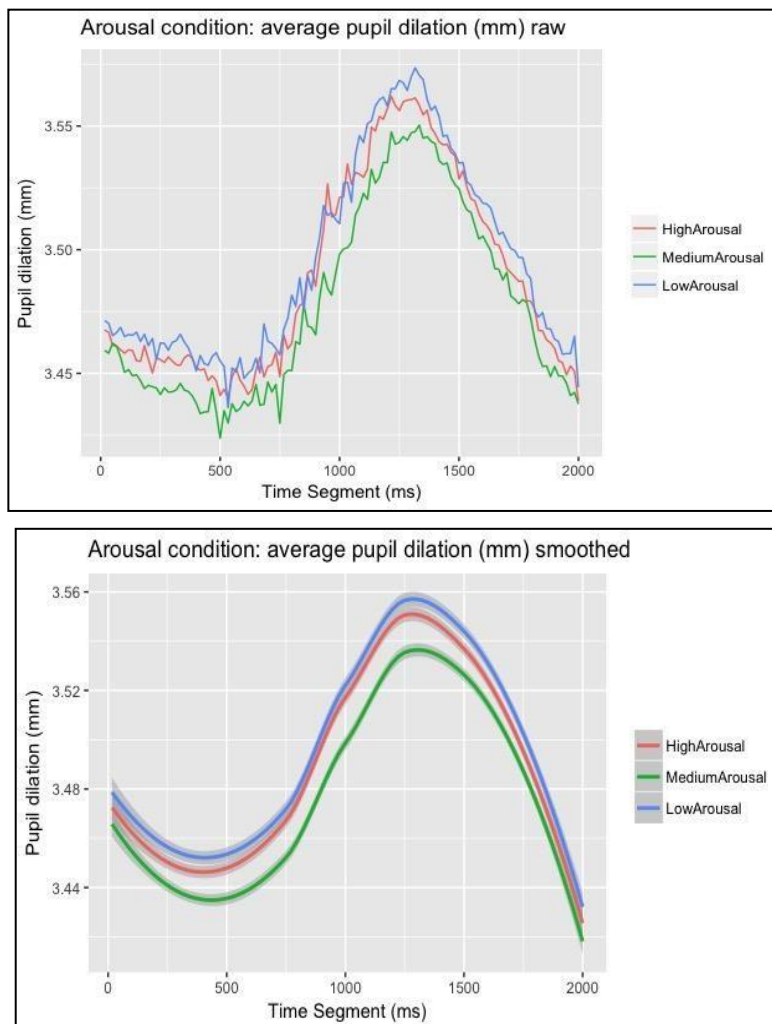 Arousal condition: average pupil dilation (mm) raw
Pupil dilation (mm)
3.55
3.50
3.45
0 500 1000 1500 2000
Time Segment (ms)
HighArousal
MediumArousal
LowArousal
Arousal condition: average pupil dilation (mm) smoothed
Pupil dilation (mm)
3.56
3.52
3.48
3.44
0 500 1000 1500 2000
Time Segment (ms)
HighArousal
MediumArousal
LowArousal